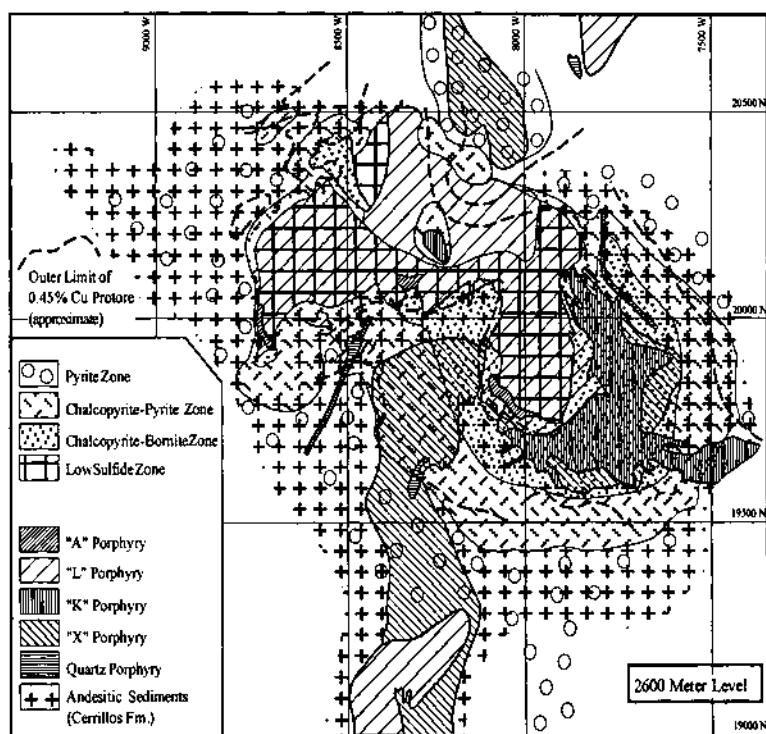 9000 W
8500 W
8000 W
7500 W
20500 N
Outer Limit of
0.45% Cu Protore
(approximate)
20000 N
Pyrite Zone
Chalcopyrite-Pyrite Zone
Chalcopyrite-Bornite Zone
Low Sulfide Zone
19500 N
"A" Porphyry
"L" Porphyry
"K" Porphyry
"X" Porphyry
Quartz Porphyry
Andesitic Sediments
(Cerrillos Fm.)
2600 Meter Level
19000 N